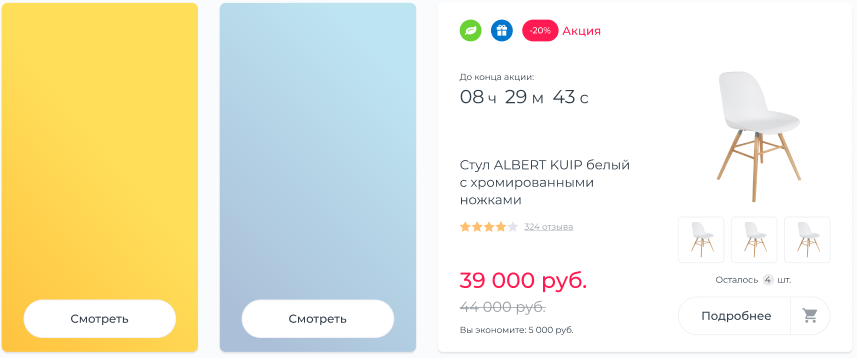 Смотреть
Смотреть
-20% Акция
До конца акции:
08 ч 29 м 43 с
Стул ALBERT KUIP белый
с хромированными
ножками
324 отзыва
39 000 руб.
44 000 руб.
Вы экономите: 5 000 руб.
Осталось 4 шт.
Подробнее